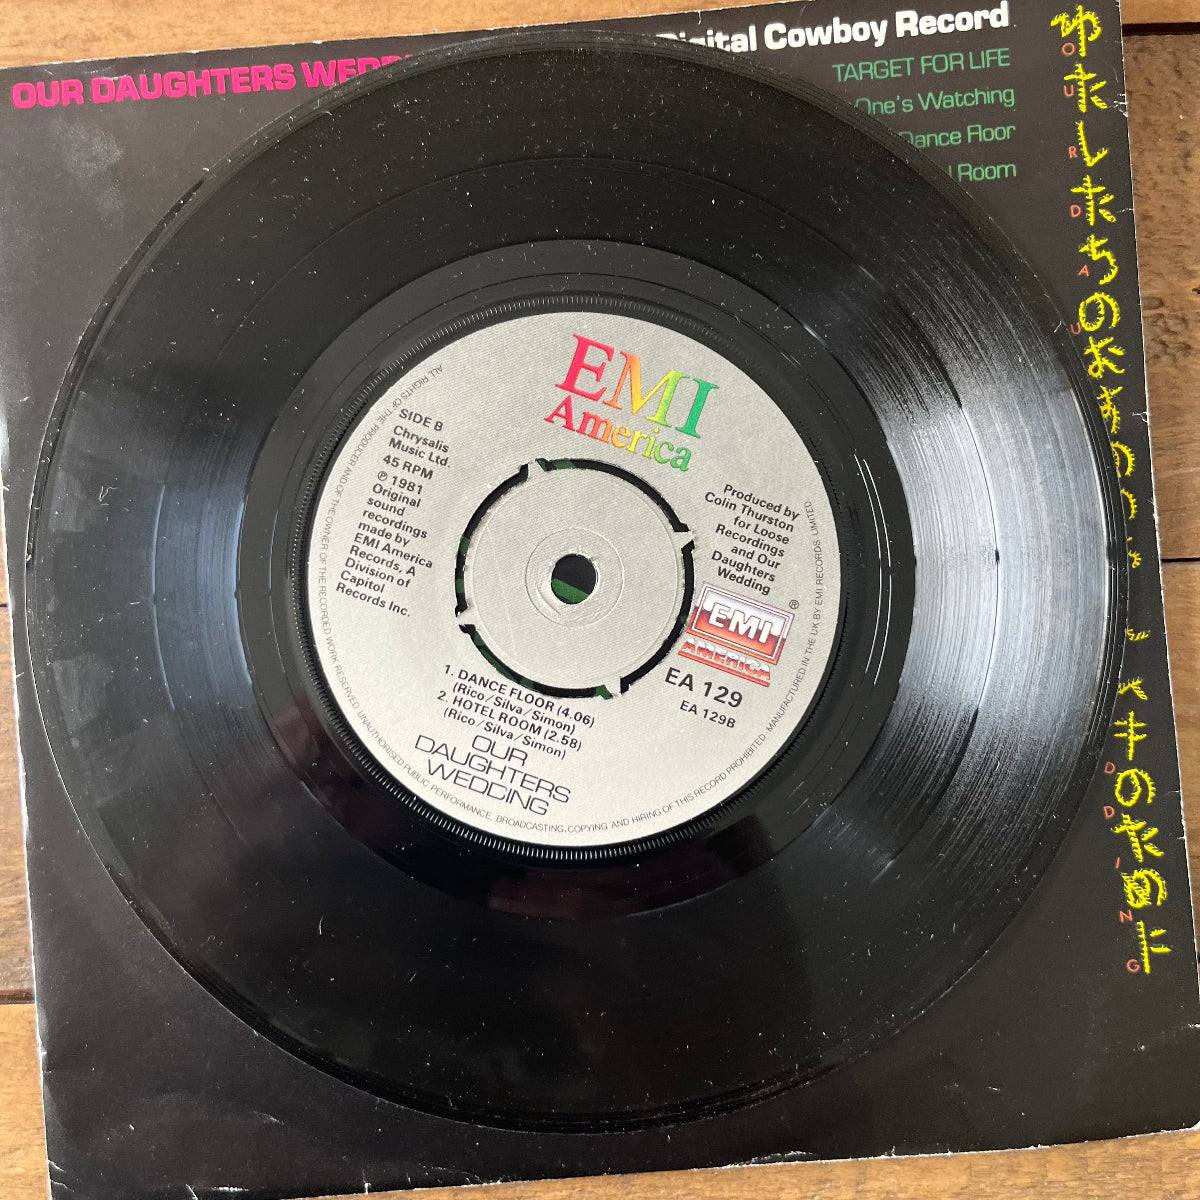 OUR DAUGHTERS
Digital Cowboy Record
TARGET FOR LIFE
One's Watching
Dance Floor
Room
O
U
R
D
A
U
D
D
I
N
G
EMI
America
SIDE B
Chrysalis
Music Ltd.
45 RPM
℗ 1981
Original
sound
recordings
made by
EMI America
Records, A
Division of
Capitol
Records Inc.
Produced by
Colin Thurston
for Loose
Recordings
and Our
Daughters
Wedding
EMI
AMERICA
®
EA 129
EA 129B
1. DANCE FLOOR (4.06)
(Rico/Silva/Simon)
2. HOTEL ROOM (2.58)
(Rico/Silva/Simon)
OUR
DAUGHTERS
WEDDING
ALL RIGHTS OF THE PRODUCER AND OF THE OWNER OF THE RECORDED WORK RESERVED. UNAUTHORISED PUBLIC PERFORMANCE, BROADCASTING, COPYING AND HIRING OF THIS RECORD PROHIBITED. MANUFACTURED IN THE UK BY EMI RECORDS LIMITED